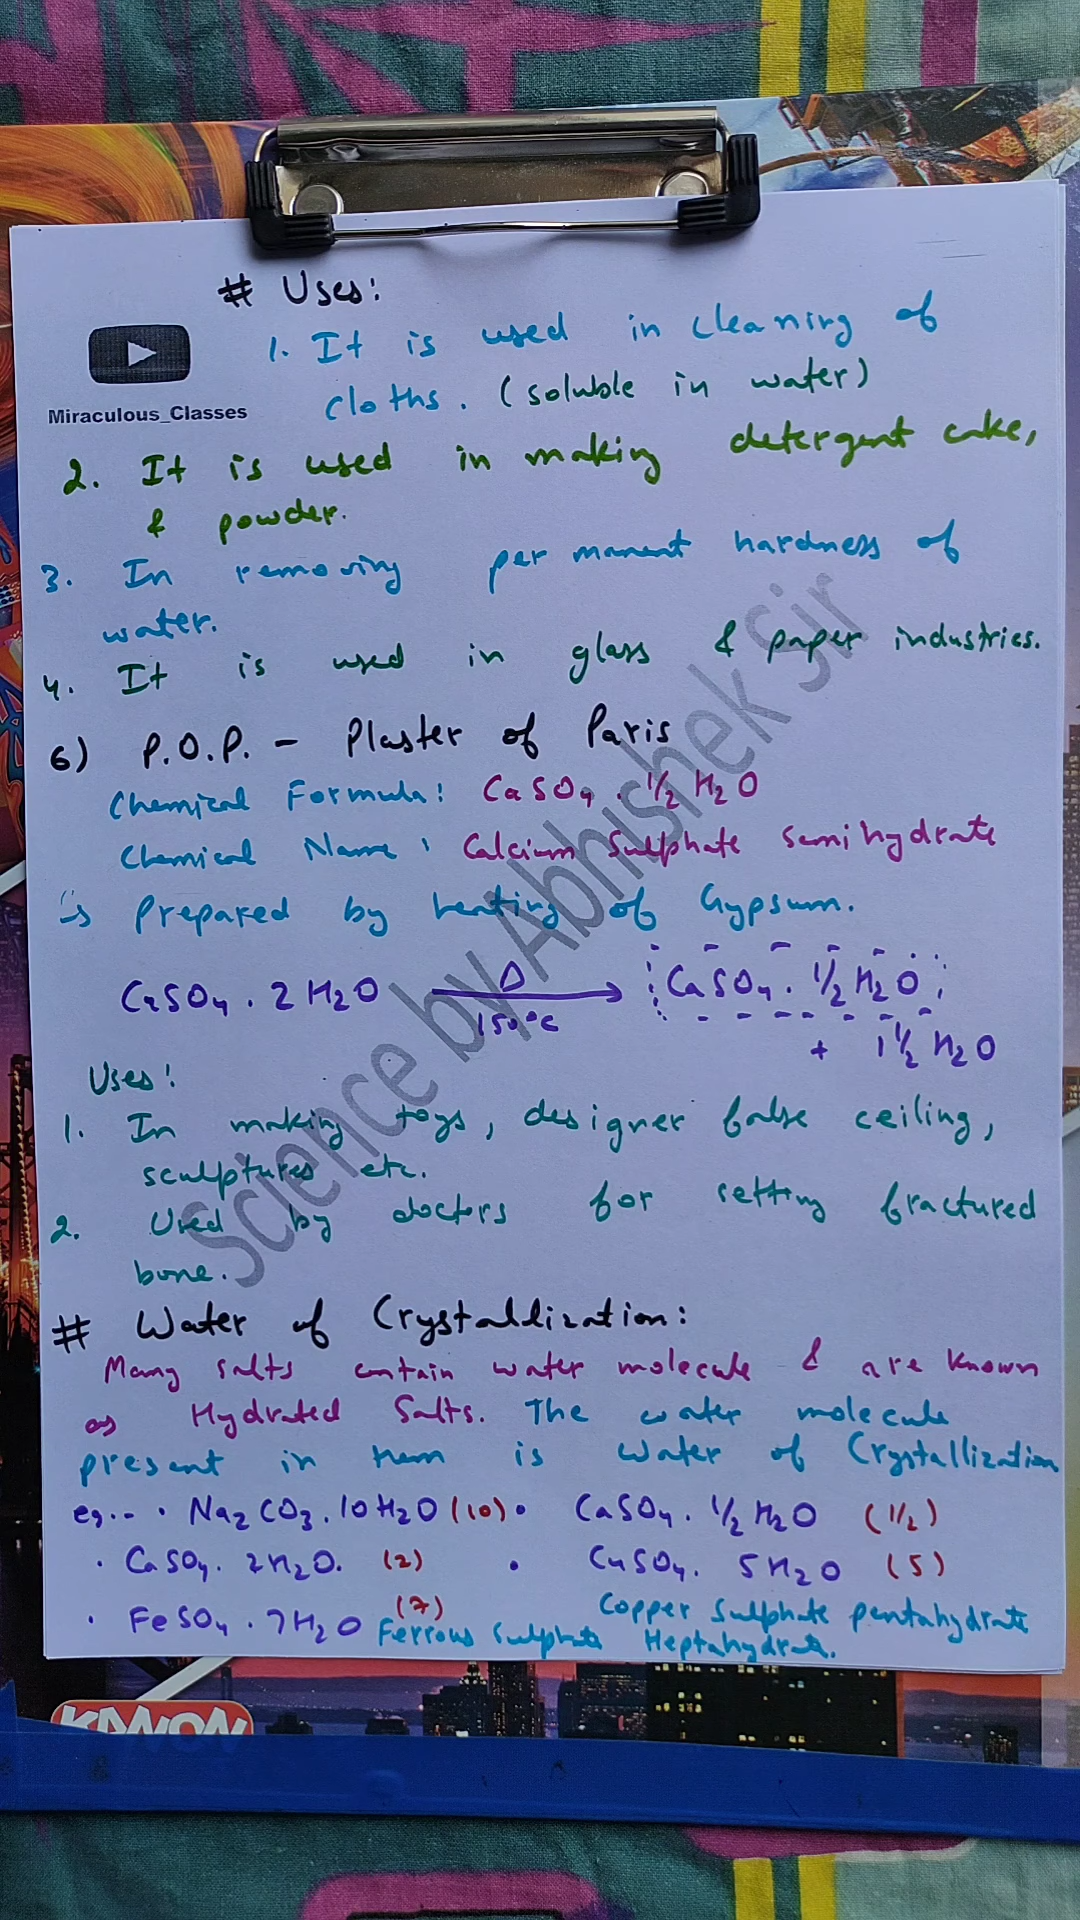 # Uses:
1. It is used in cleaning of
cloths. (soluble in water)
Miraculous_Classes
2. It is used in making detergent cake,
& powder.
3. In removing permanent hardness of
water.
4. It is used in glass & paper industries.
6) P.O.P. - Plaster of Paris
Chemical Formula: CaSO4 . 1/2 H2O
Chemical Name: Calcium Sulphate semihydrate
is Prepared by heating of Gypsum.
CaSO4 . 2H2O Δ→ 150°C CaSO4 . 1/2 H2O
+ 1 1/2 H2O
Uses:
1. In making toys, designer false ceiling,
sculptures etc.
2. Used by doctors for setting fractured
bone.
# Water of Crystallization:
Many salts contain water molecule & are known
as Hydrated Salts. The water molecule
present in them is water of Crystallization
eg.- • Na2CO3.10H2O (10) • CaSO4. 1/2 H2O (1/2)
• CaSO4. 2H2O. (2) • CuSO4. 5H2O (5)
• FeSO4 . 7H2O (7) Copper Sulphate pentahydrate
Ferrous sulphate Heptahydrate.
Science by Abhishek Sir
KIWON